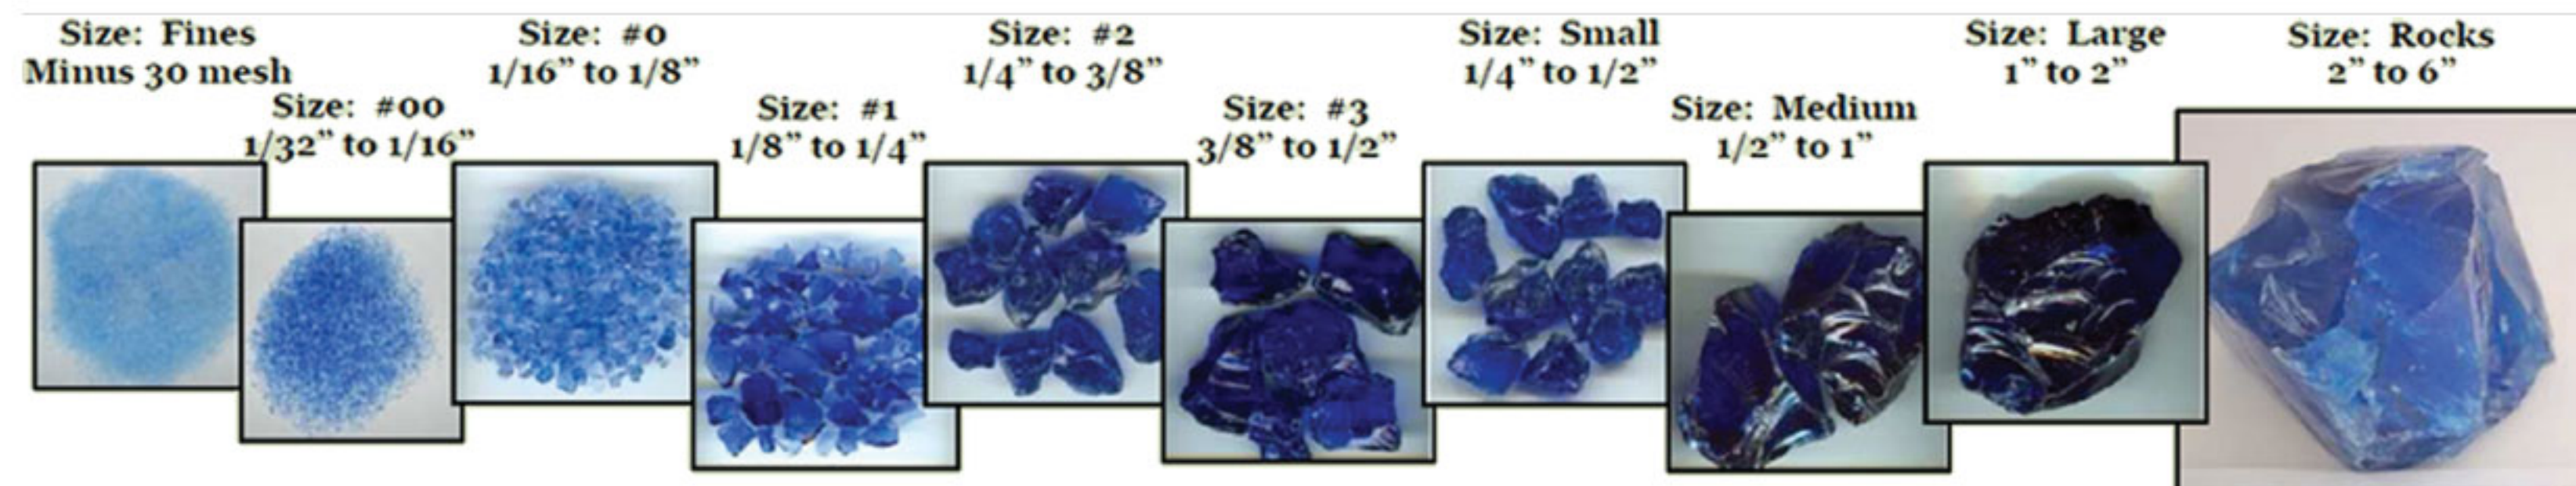 Size: Fines
Minus 30 mesh
Size: #00
1/32” to 1/16”
Size: #0
1/16” to 1/8”
Size: #1
1/8” to 1/4”
Size: #2
1/4” to 3/8”
Size: #3
3/8” to 1/2”
Size: Small
1/4” to 1/2”
Size: Medium
1/2” to 1”
Size: Large
1” to 2”
Size: Rocks
2” to 6”